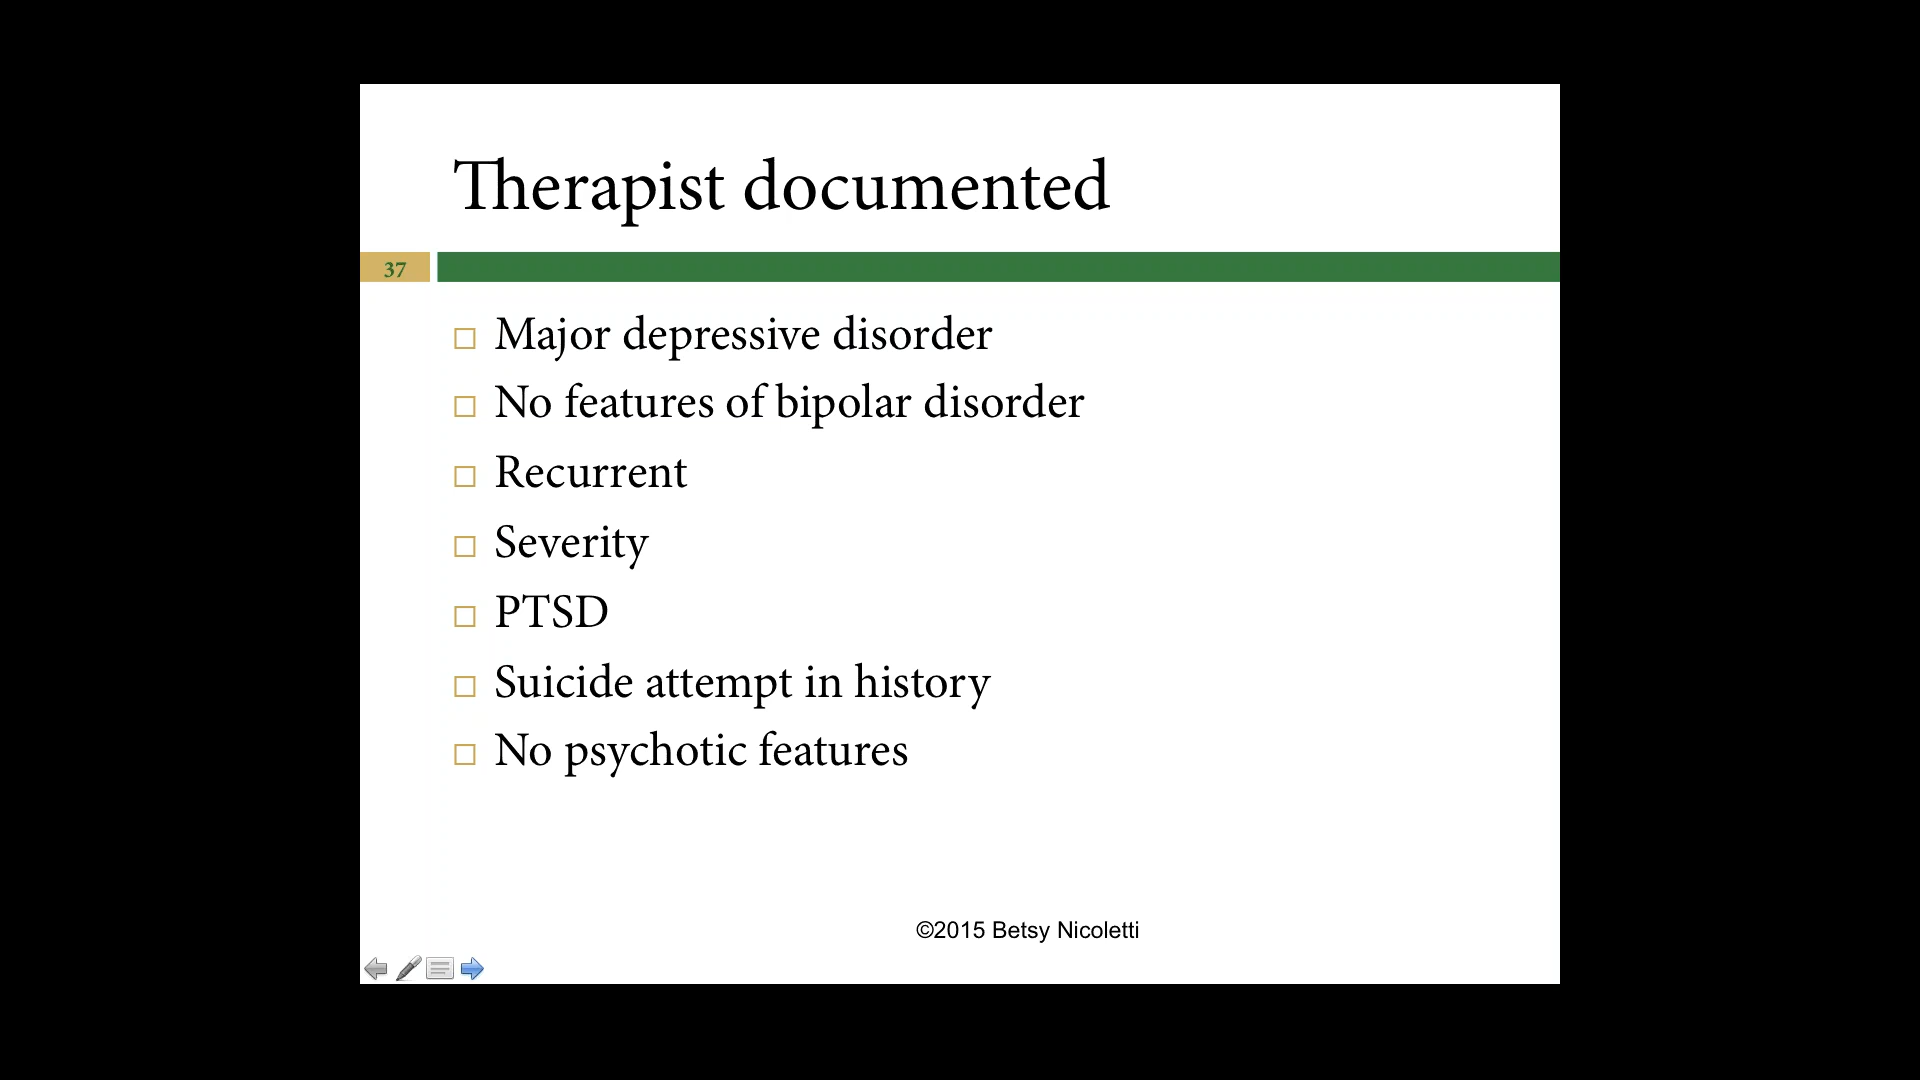 Therapist documented
37
Major depressive disorder
No features of bipolar disorder
Recurrent
Severity
PTSD
Suicide attempt in history
No psychotic features
©2015 Betsy Nicoletti